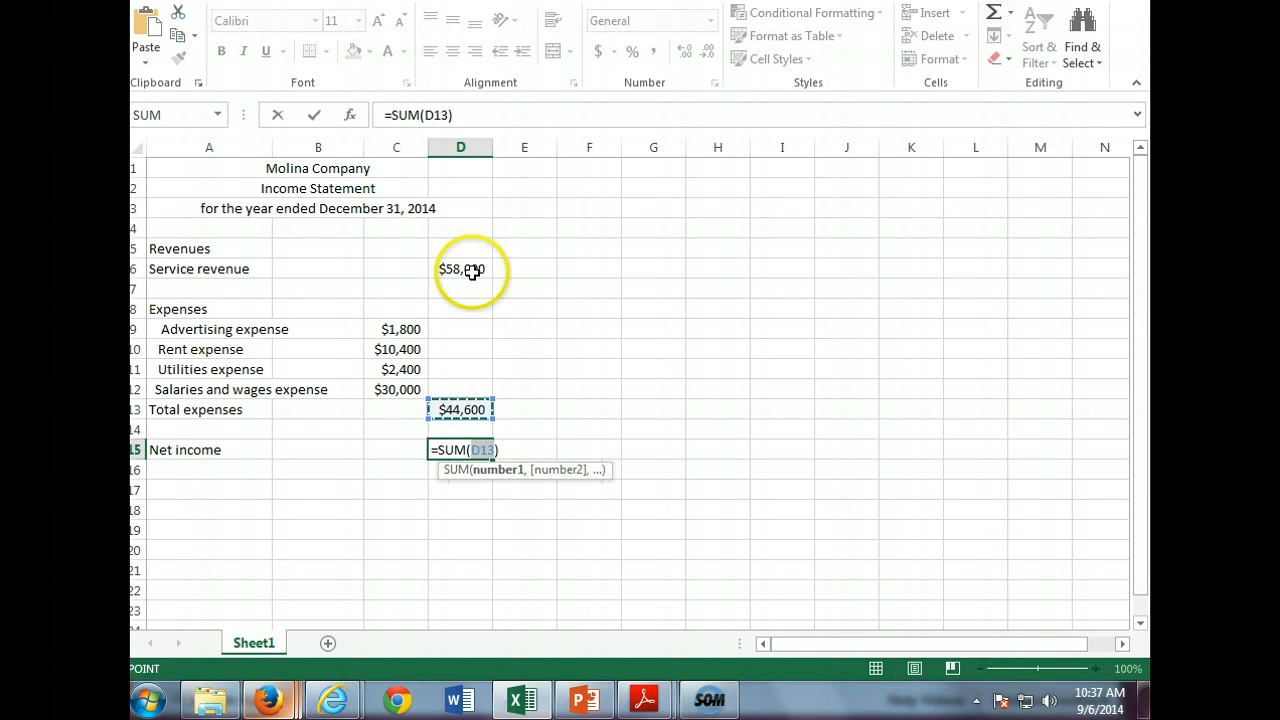 Calibri 11 General Conditional Formatting Insert
Paste B I U $ % Format as Table Delete Sort & Find &
Cell Styles Format Filter Select
Clipboard Font Alignment Number Styles Cells Editing
SUM =SUM(D13)
A B C D E F G H I J K L M N
1 Molina Company
2 Income Statement
3 for the year ended December 31, 2014
4
5 Revenues
6 Service revenue
7
8 Expenses
9 Advertising expense $1,800
10 Rent expense $10,400
11 Utilities expense $2,400
12 Salaries and wages expense $30,000
13 Total expenses $44,600
14
15 Net income =SUM(D13)
16 SUM(number1, [number2], ...)
17
18
19
20
21
22
23
Sheet1
POINT 100%
W X P SOM 10:37 AM
9/6/2014